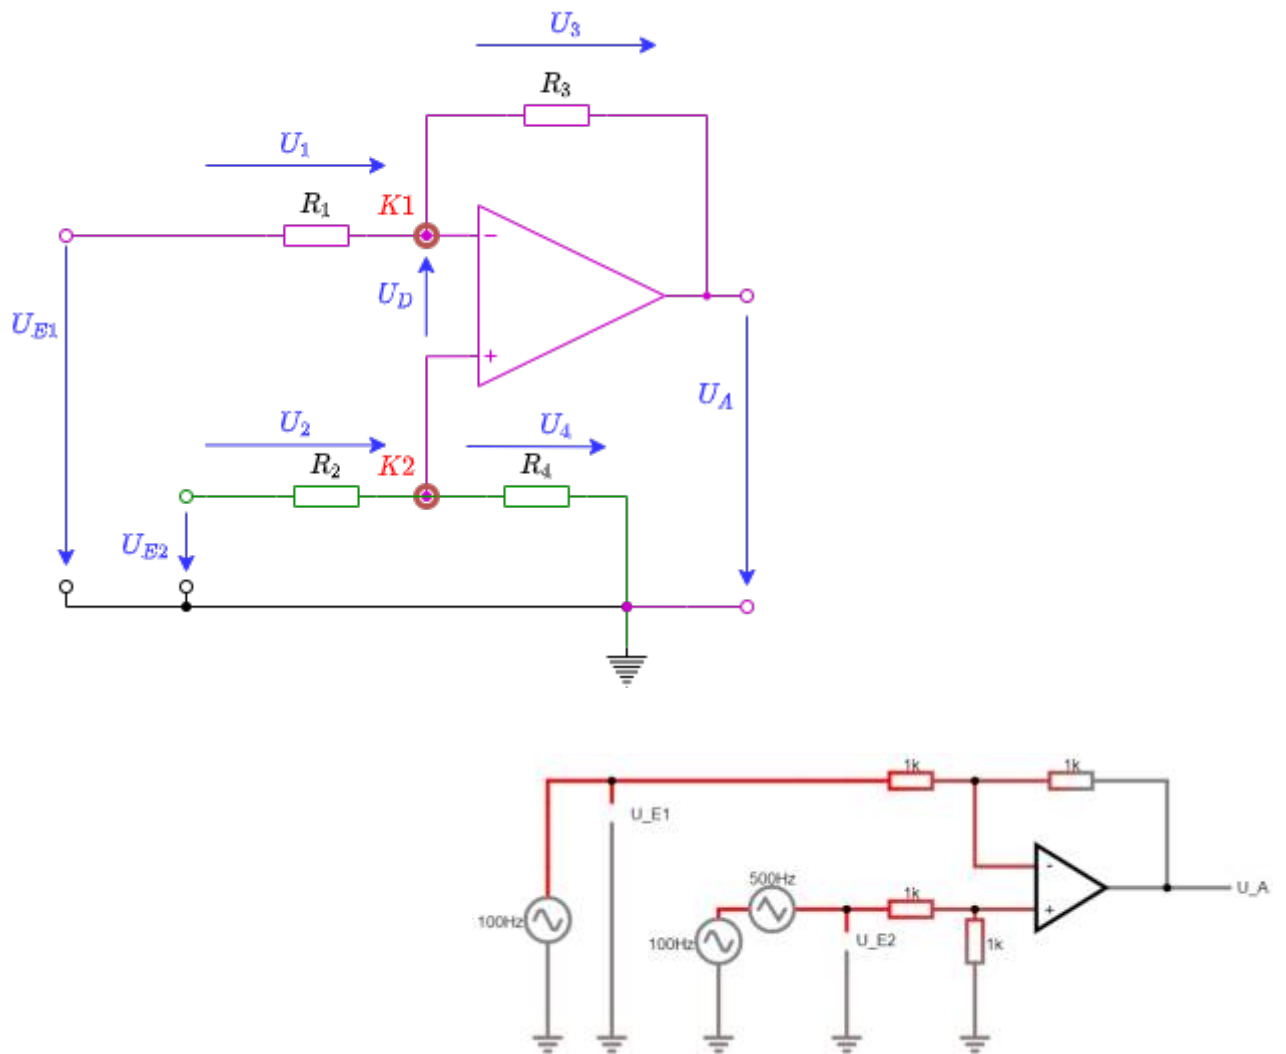 U3
R3
U1
R1
K1
−
UD
UE1
+
UA
U2
U4
R2
K2
R4
UE2
1k
1k
U_E1
-
500Hz
1k
U_A
100Hz
+
100Hz
U_E2
1k